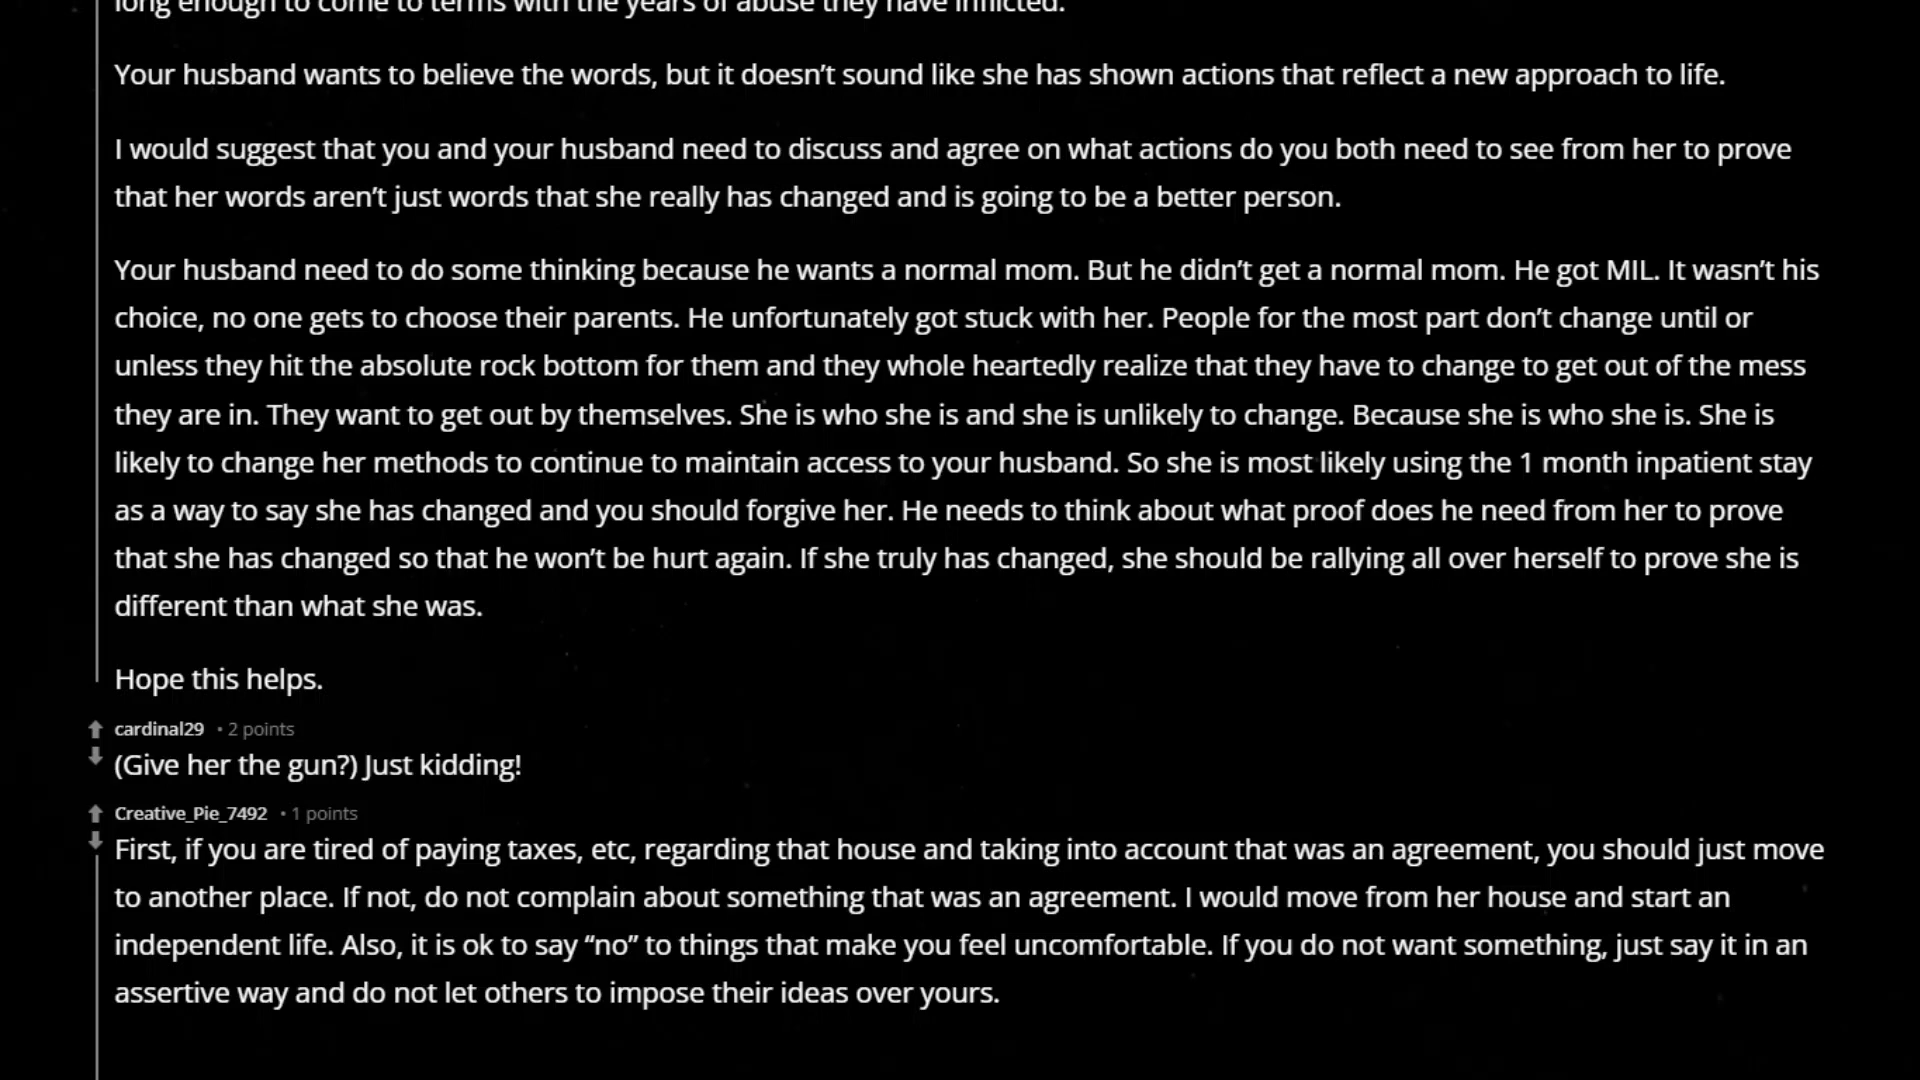 long enough to come to terms with the years of abuse they have inflicted.
Your husband wants to believe the words, but it doesn’t sound like she has shown actions that reflect a new approach to life.
I would suggest that you and your husband need to discuss and agree on what actions do you both need to see from her to prove
that her words aren’t just words that she really has changed and is going to be a better person.
Your husband need to do some thinking because he wants a normal mom. But he didn’t get a normal mom. He got MIL. It wasn’t his
choice, no one gets to choose their parents. He unfortunately got stuck with her. People for the most part don’t change until or
unless they hit the absolute rock bottom for them and they whole heartedly realize that they have to change to get out of the mess
they are in. They want to get out by themselves. She is who she is and she is unlikely to change. Because she is who she is. She is
likely to change her methods to continue to maintain access to your husband. So she is most likely using the 1 month inpatient stay
as a way to say she has changed and you should forgive her. He needs to think about what proof does he need from her to prove
that she has changed so that he won’t be hurt again. If she truly has changed, she should be rallying all over herself to prove she is
different than what she was.
Hope this helps.
cardinal29 • 2 points
(Give her the gun?) Just kidding!
Creative_Pie_7492 • 1 points
First, if you are tired of paying taxes, etc, regarding that house and taking into account that was an agreement, you should just move
to another place. If not, do not complain about something that was an agreement. I would move from her house and start an
independent life. Also, it is ok to say “no” to things that make you feel uncomfortable. If you do not want something, just say it in an
assertive way and do not let others to impose their ideas over yours.